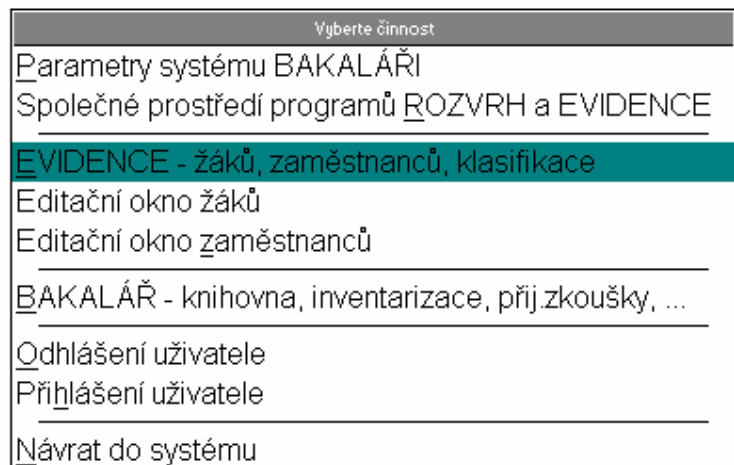 Vyberte činnost
Parametry systému BAKALÁŘI
Společné prostředí programů ROZVRH a EVIDENCE
EVIDENCE - žáků, zaměstnanců, klasifikace
Editační okno žáků
Editační okno zaměstnanců
BAKALÁŘ - knihovna, inventarizace, přij.zkoušky, ...
Odhlášení uživatele
Přihlášení uživatele
Návrat do systému